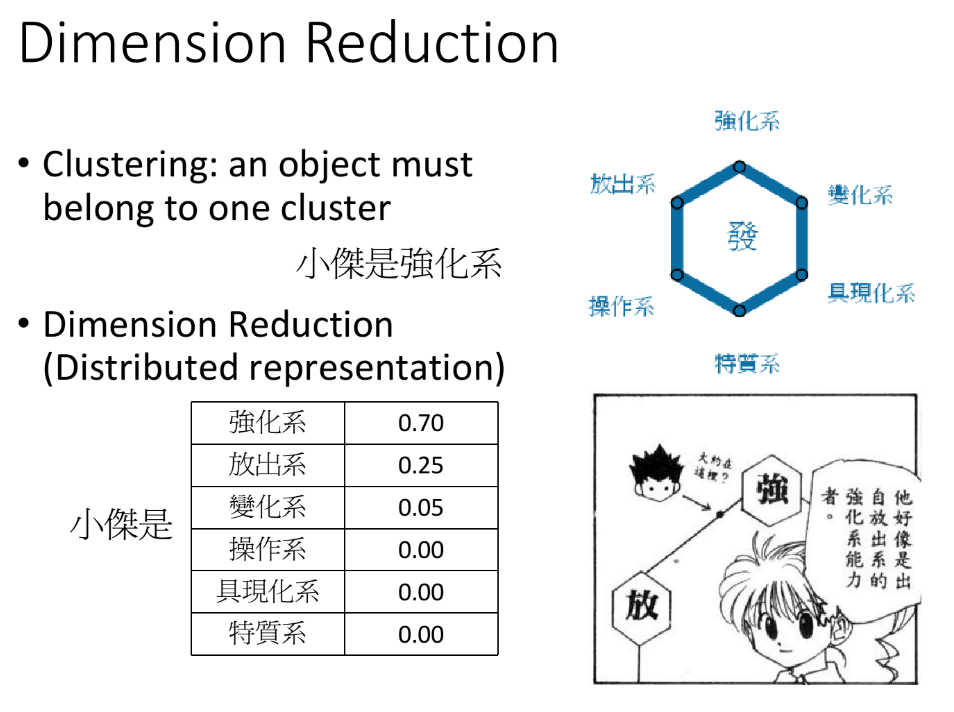 Dimension Reduction
• Clustering: an object must
belong to one cluster
小傑是強化系
• Dimension Reduction
(Distributed representation)
小傑是
強化系 0.70
放出系 0.25
變化系 0.05
操作系 0.00
具現化系 0.00
特質系 0.00
強化系
放出系
變化系
發
操作系
具現化系
特質系
大約在
這裡？
強
放
他好像是出
自放出系的
強化系能力
者。